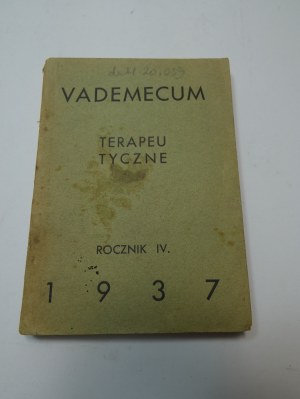 VADEMECUM
TERAPEU
TYCZNE
ROCZNIK IV.
1 9 3 7